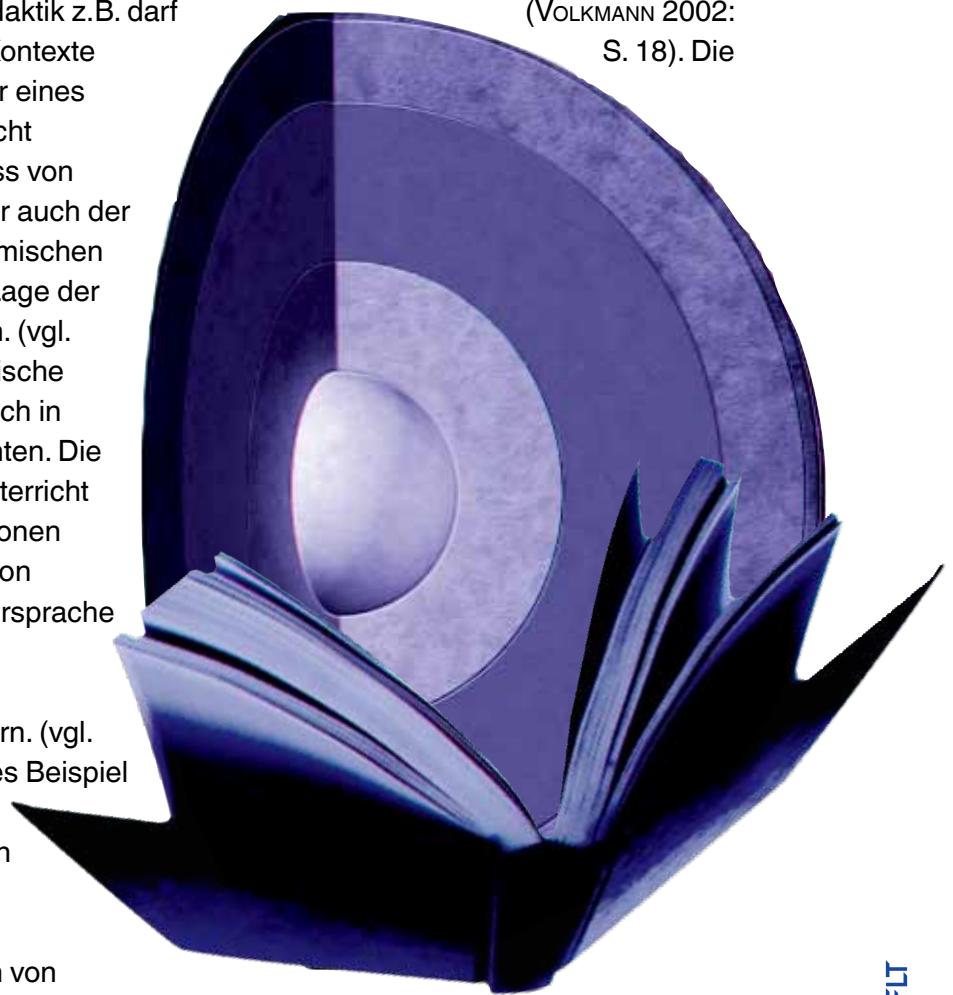 daktik z.B. darf
Kontexte
r eines
cht
ss von
r auch der
mischen
age der
n. (vgl.
ische
ch in
nten. Die
terricht
onen
on
rsprache
rn. (vgl.
es Beispiel
n
n von
(VOLKMANN 2002:
S. 18). Die